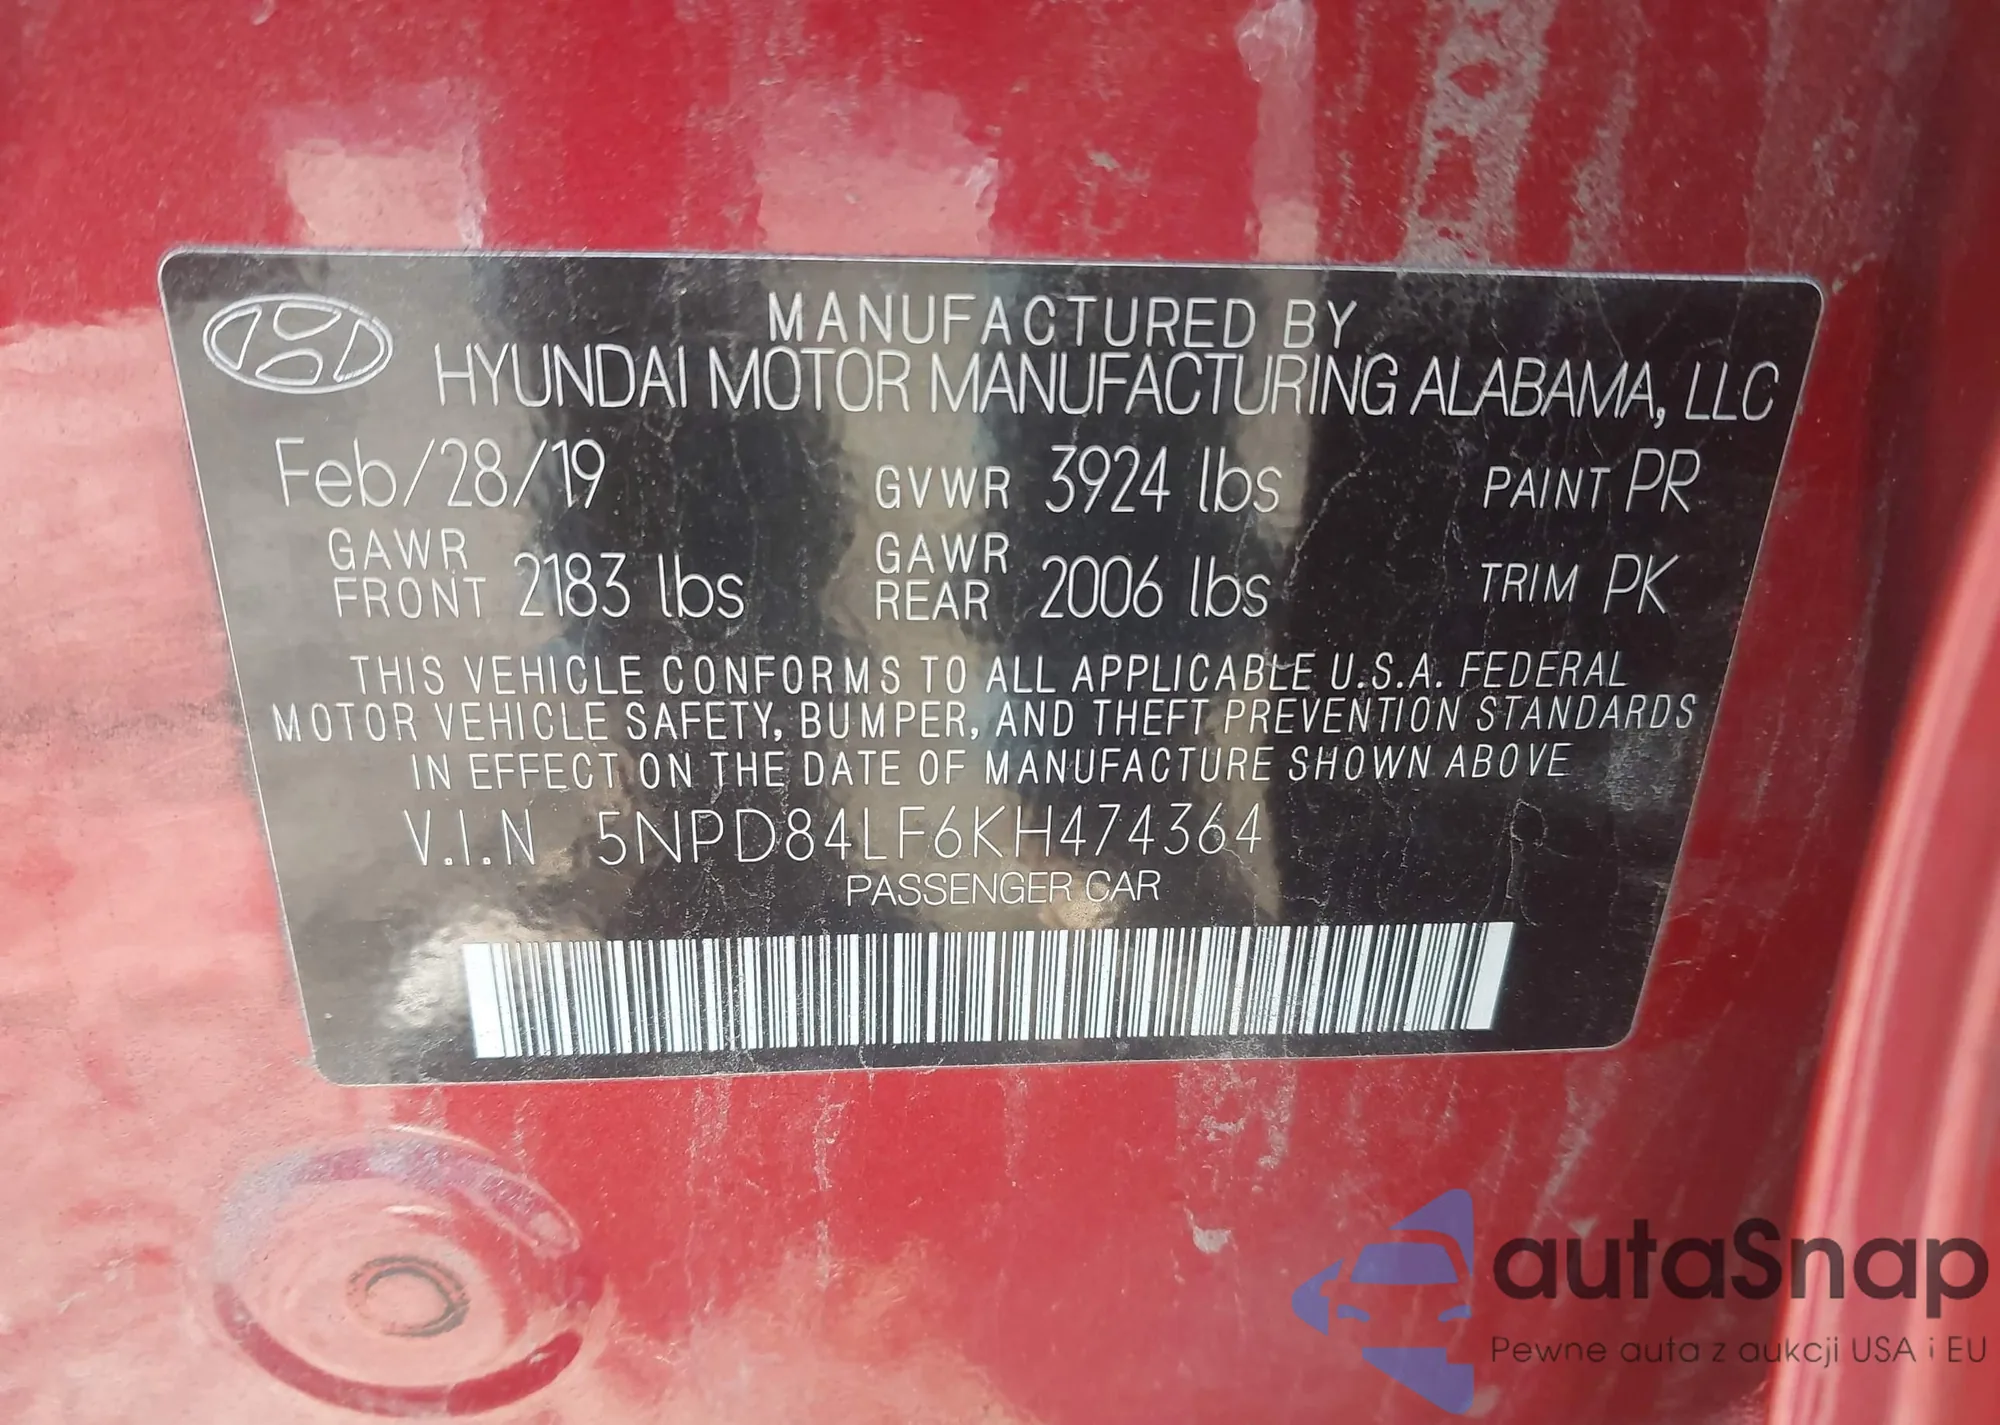 MANUFACTURED BY
HYUNDAI MOTOR MANUFACTURING ALABAMA, LLC
Feb/28/19 GVWR 3924 lbs PAINT PR
GAWR FRONT 2183 lbs GAWR REAR 2006 lbs TRIM PK
THIS VEHICLE CONFORMS TO ALL APPLICABLE U.S.A. FEDERAL
MOTOR VEHICLE SAFETY, BUMPER, AND THEFT PREVENTION STANDARDS
IN EFFECT ON THE DATE OF MANUFACTURE SHOWN ABOVE
V.I.N 5NPD84LF6KH474364
PASSENGER CAR
autaSnap
Pewne auta z aukcji USA i EU